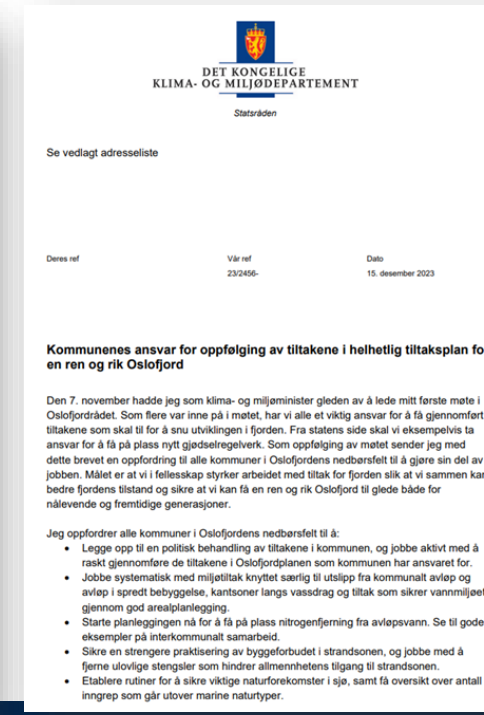 DET KONGELIGE
KLIMA- OG MILJØDEPARTEMENT
Statsråden
Se vedlagt adresseliste
Deres ref Vår ref Dato
23/2456- 15. desember 2023
Kommunenes ansvar for oppfølging av tiltakene i helhetlig tiltaksplan fo
en ren og rik Oslofjord
Den 7. november hadde jeg som klima- og miljøminister gleden av å lede mitt første møte i
Oslofjordrådet. Som flere var inne på i møtet, har vi alle et viktig ansvar for å få gjennomført
tiltakene som skal til for å snu utviklingen i fjorden. Fra statens side skal vi eksempelvis ta
ansvar for å få på plass nytt gjødselregelverk. Som oppfølging av møtet sender jeg med
dette brevet en oppfordring til alle kommuner i Oslofjordens nedbørsfelt til å gjøre sin del av
jobben. Målet er at vi i fellesskap styrker arbeidet med tiltak for fjorden slik at vi sammen kan
bedre fjordens tilstand og sikre at vi kan få en ren og rik Oslofjord til glede både for
nålevende og fremtidige generasjoner.
Jeg oppfordrer alle kommuner i Oslofjordens nedbørsfelt til å:
• Legge opp til en politisk behandling av tiltakene i kommunen, og jobbe aktivt med å
raskt gjennomføre de tiltakene i Oslofjordplanen som kommunen har ansvaret for.
• Jobbe systematisk med miljøtiltak knyttet særlig til utslipp fra kommunalt avløp og
avløp i spredt bebyggelse, kantsoner langs vassdrag og tiltak som sikrer vannmiljøet
gjennom god arealplanlegging.
• Starte planleggingen nå for å få på plass nitrogenfjerning fra avløpsvann. Se til gode
eksempler på interkommunalt samarbeid.
• Sikre en strengere praktisering av byggeforbudet i strandsonen, og jobbe med å
fjerne ulovlige stengsler som hindrer allmennhetens tilgang til strandsonen.
• Etablere rutiner for å sikre viktige naturforekomster i sjø, samt få oversikt over antall
inngrep som går utover marine naturtyper.